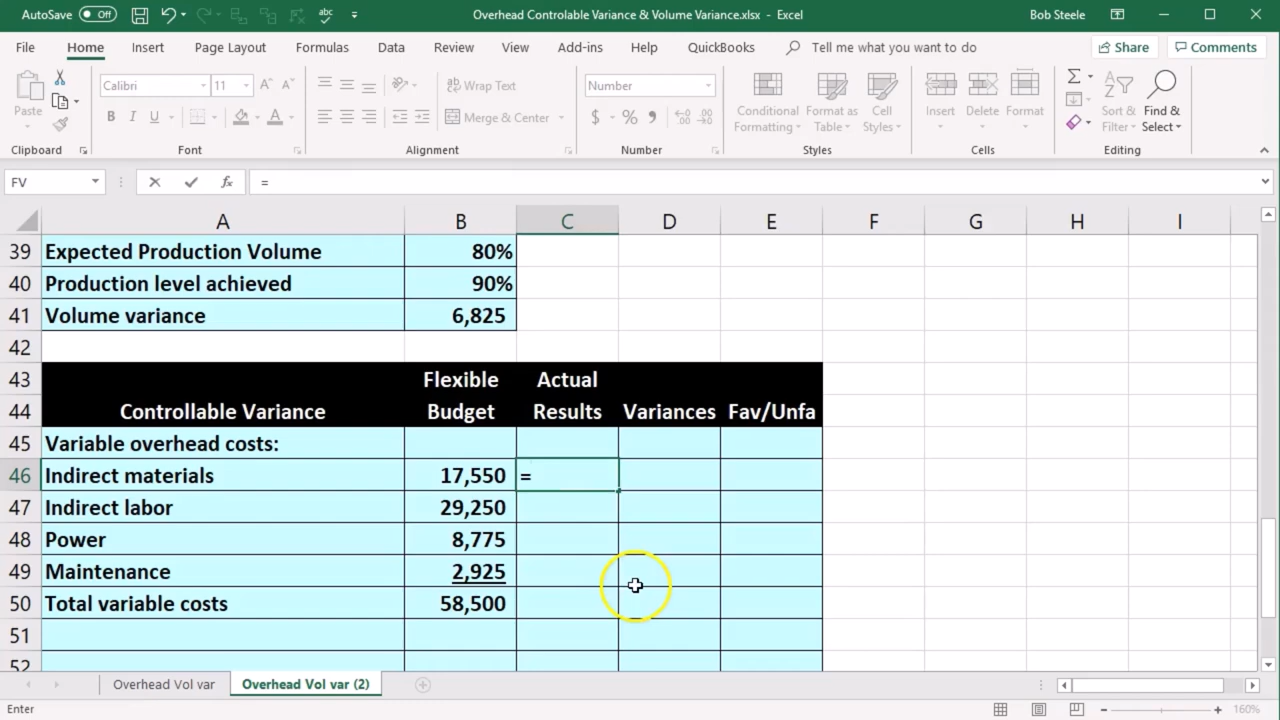 AutoSave Off Overhead Controlable Variance & Volume Variance.xlsx - Excel Bob Steele
File Home Insert Page Layout Formulas Data Review View Add-ins Help QuickBooks Tell me what you want to do Share Comments
Paste Calibri 11 Wrap Text Number Conditional Formatting Format as Table Cell Styles Insert Delete Format Sort & Filter Find & Select
B I U Merge & Center $ %
Clipboard Font Alignment Number Styles Cells Editing
FV fx =
A B C D E F G H I
39 Expected Production Volume 80%
40 Production level achieved 90%
41 Volume variance 6,825
42
43 Flexible Actual
44 Controllable Variance Budget Results Variances Fav/Unfa
45 Variable overhead costs:
46 Indirect materials 17,550 =
47 Indirect labor 29,250
48 Power 8,775
49 Maintenance 2,925
50 Total variable costs 58,500
51
52
Overhead Vol var Overhead Vol var (2)
Enter 160%